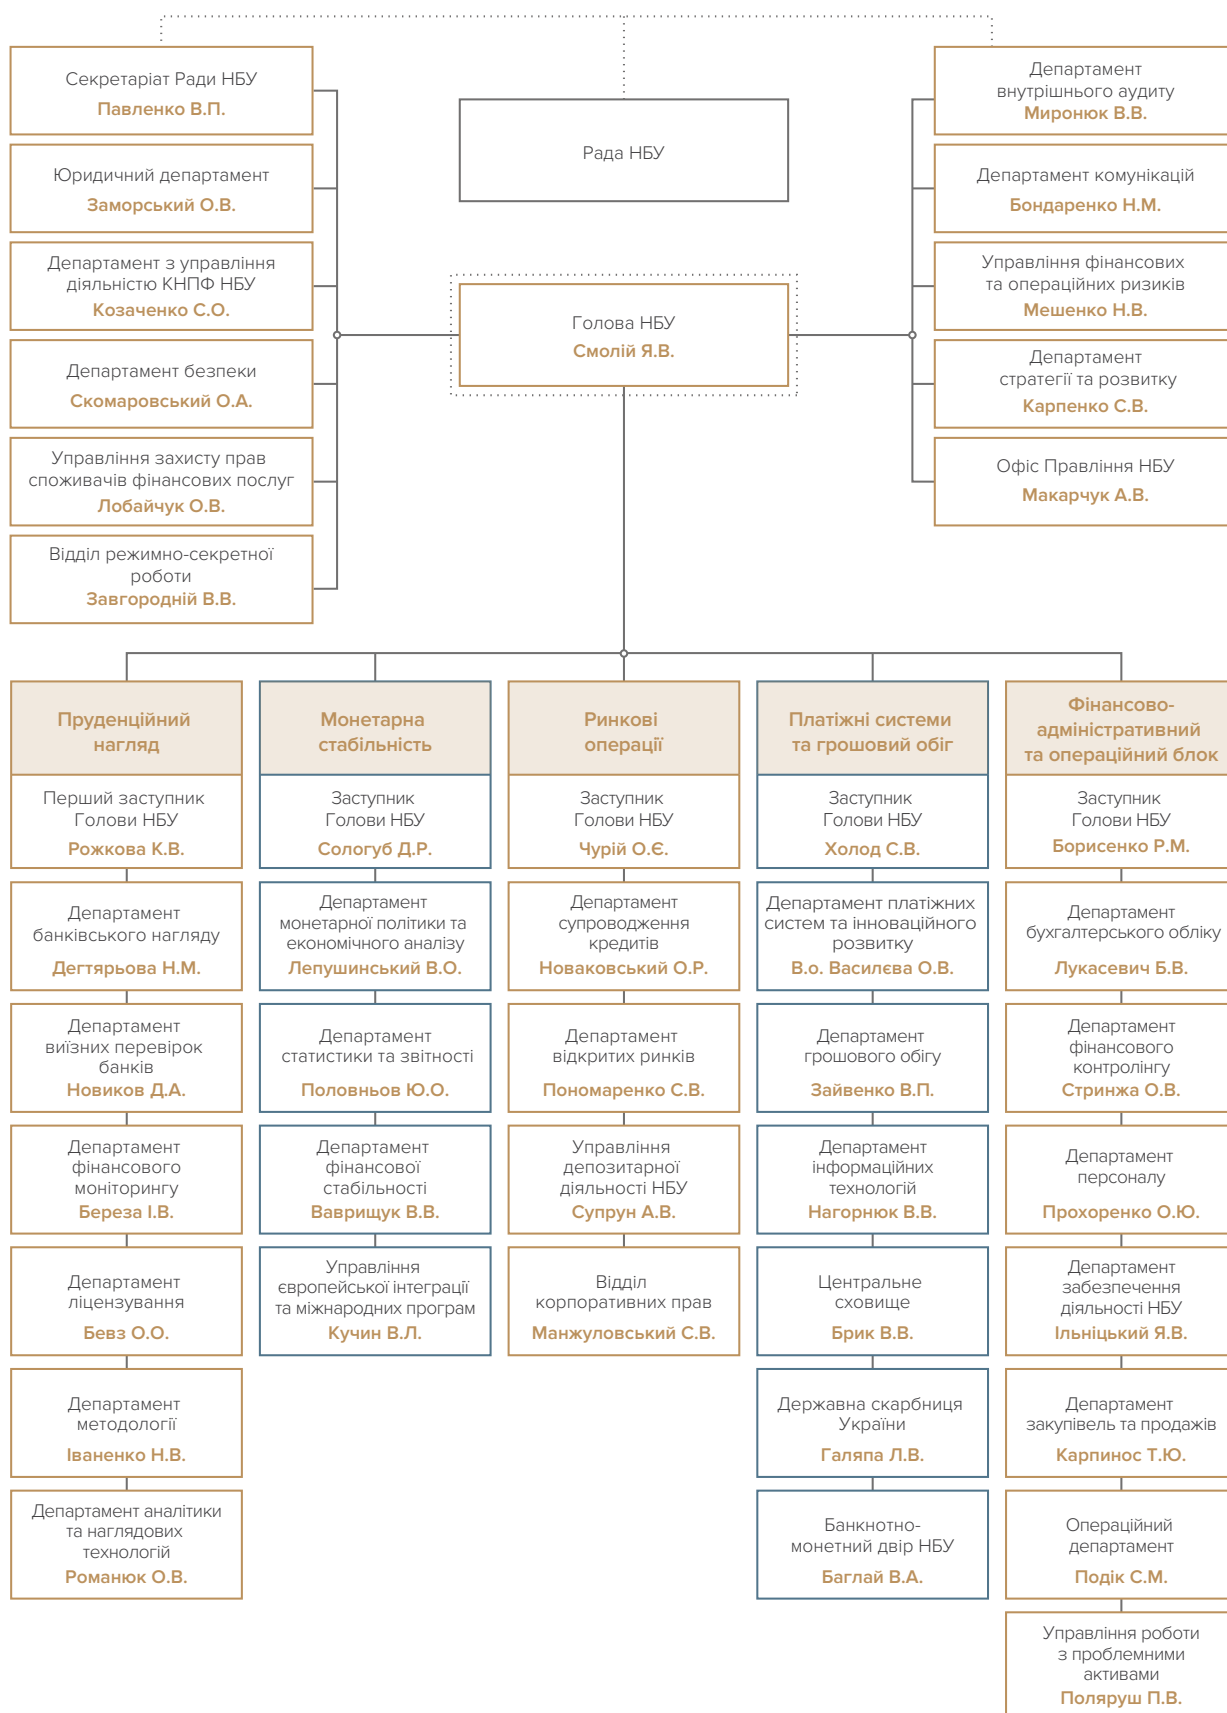 Секретаріат Ради НБУ
Павленко В.П.
Юридичний департамент
Заморський О.В.
Департамент з управління
діяльністю КНПФ НБУ
Козаченко С.О.
Департамент безпеки
Скомаровський О.А.
Управління захисту прав
споживачів фінансових послуг
Лобайчук О.В.
Відділ режимно-секретної
роботи
Завгородній В.В.
Рада НБУ
Голова НБУ
Смолій Я.В.
Департамент
внутрішнього аудиту
Миронюк В.В.
Департамент комунікацій
Бондаренко Н.М.
Управління фінансових
та операційних ризиків
Мешенко Н.В.
Департамент
стратегії та розвитку
Карпенко С.В.
Офіс Правління НБУ
Макарчук А.В.
Пруденційний
нагляд
Перший заступник
Голови НБУ
Рожкова К.В.
Департамент
банківського нагляду
Дегтярьова Н.М.
Департамент
виїзних перевірок
банків
Новиков Д.А.
Департамент
фінансового
моніторингу
Береза І.В.
Департамент
ліцензування
Бевз О.О.
Департамент
методології
Іваненко Н.В.
Департамент аналітики
та наглядових
технологій
Романюк О.В.
Монетарна
стабільність
Заступник
Голови НБУ
Сологуб Д.Р.
Департамент
монетарної політики та
економічного аналізу
Лепушинський В.О.
Департамент
статистики та звітності
Половньов Ю.О.
Департамент
фінансової
стабільності
Ваврищук В.В.
Управління
європейської інтеграції
та міжнародних програм
Кучин В.Л.
Ринкові
операції
Заступник
Голови НБУ
Чурій О.Є.
Департамент
супроводження
кредитів
Новаковський О.Р.
Департамент
відкритих ринків
Пономаренко С.В.
Управління
депозитарної
діяльності НБУ
Супрун А.В.
Відділ
корпоративних прав
Манжуловський С.В.
Платіжні системи
та грошовий обіг
Заступник
Голови НБУ
Холод С.В.
Департамент платіжних
систем та інноваційного
розвитку
В.о. Василєва О.В.
Департамент
грошового обігу
Зайвенко В.П.
Департамент
інформаційних
технологій
Нагорнюк В.В.
Центральне
сховище
Брик В.В.
Державна скарбниця
України
Галяпа Л.В.
Банкнотно-
монетний двір НБУ
Баглай В.А.
Фінансово-
адміністративний
та операційний блок
Заступник
Голови НБУ
Борисенко Р.М.
Департамент
бухгалтерського обліку
Лукасевич Б.В.
Департамент
фінансового
контролінгу
Стринжа О.В.
Департамент
персоналу
Прохоренко О.Ю.
Департамент
забезпечення
діяльності НБУ
Ільніцький Я.В.
Департамент
закупівель та продажів
Карпинос Т.Ю.
Операційний
департамент
Подік С.М.
Управління роботи
з проблемними
активами
Поляруш П.В.